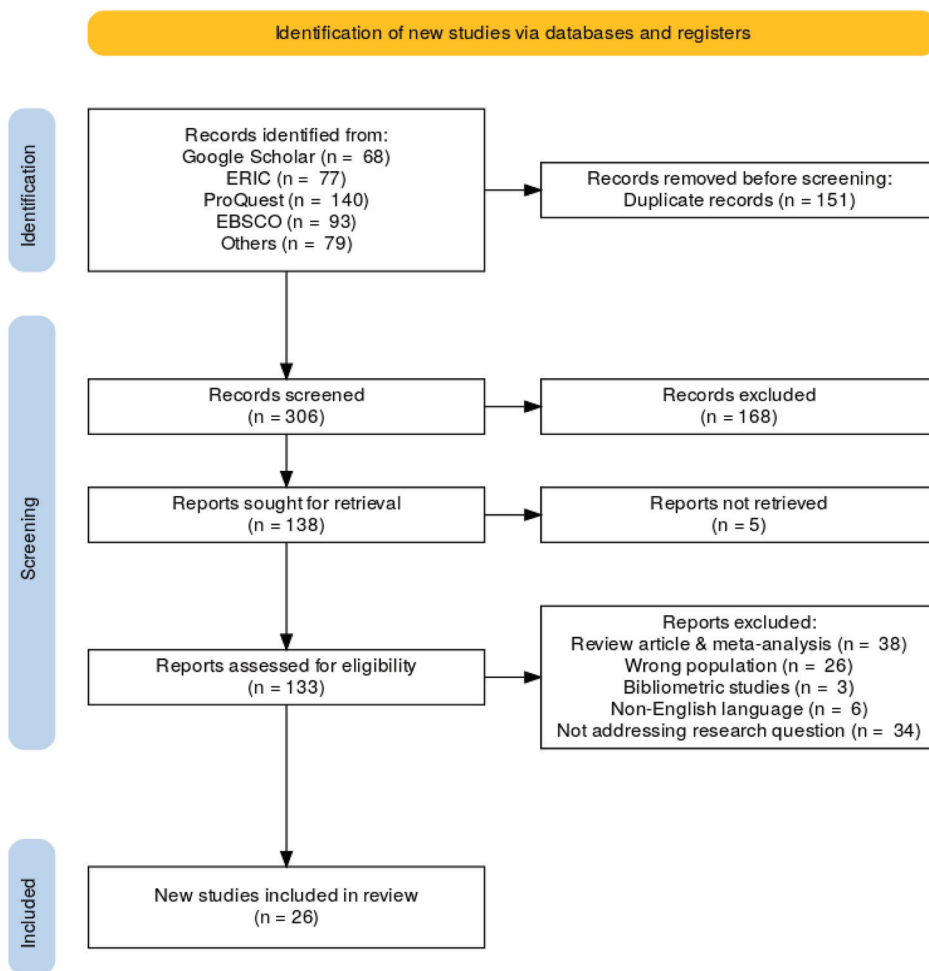 Identification of new studies via databases and registers
Identification
Records identified from:
Google Scholar (n = 68)
ERIC (n = 77)
ProQuest (n = 140)
EBSCO (n = 93)
Others (n = 79)
Records removed before screening:
Duplicate records (n = 151)
Screening
Records screened
(n = 306)
Records excluded
(n = 168)
Reports sought for retrieval
(n = 138)
Reports not retrieved
(n = 5)
Reports assessed for eligibility
(n = 133)
Reports excluded:
Review article & meta-analysis (n = 38)
Wrong population (n = 26)
Bibliometric studies (n = 3)
Non-English language (n = 6)
Not addressing research question (n = 34)
Included
New studies included in review
(n = 26)